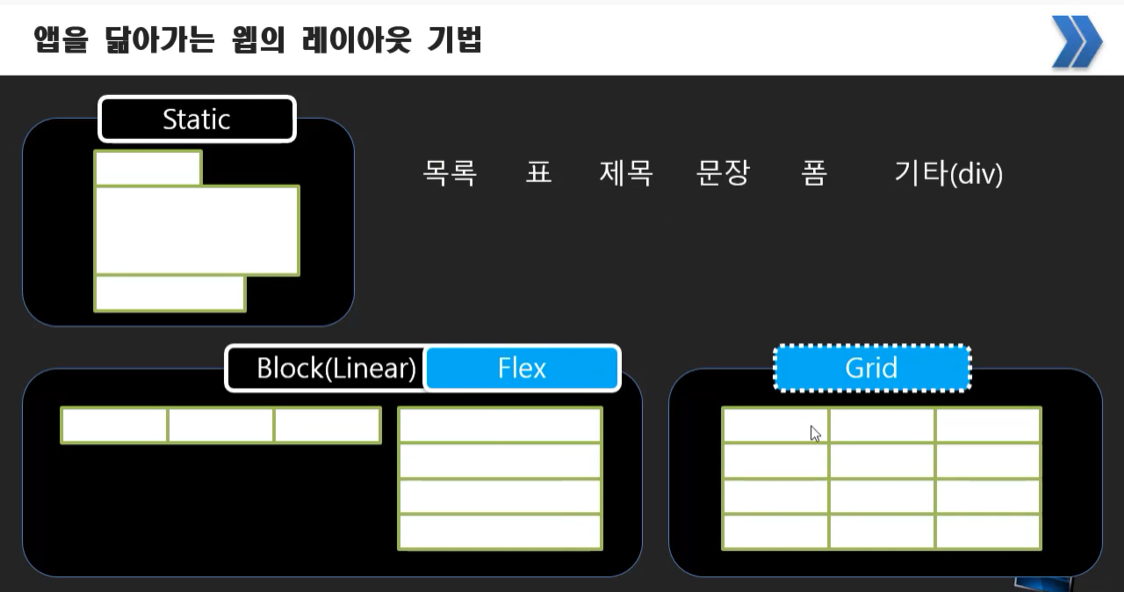 앱을 닮아가는 웹의 레이아웃 기법
Static
목록 표 제목 문장 폼 기타(div)
Block(Linear) Flex
Grid